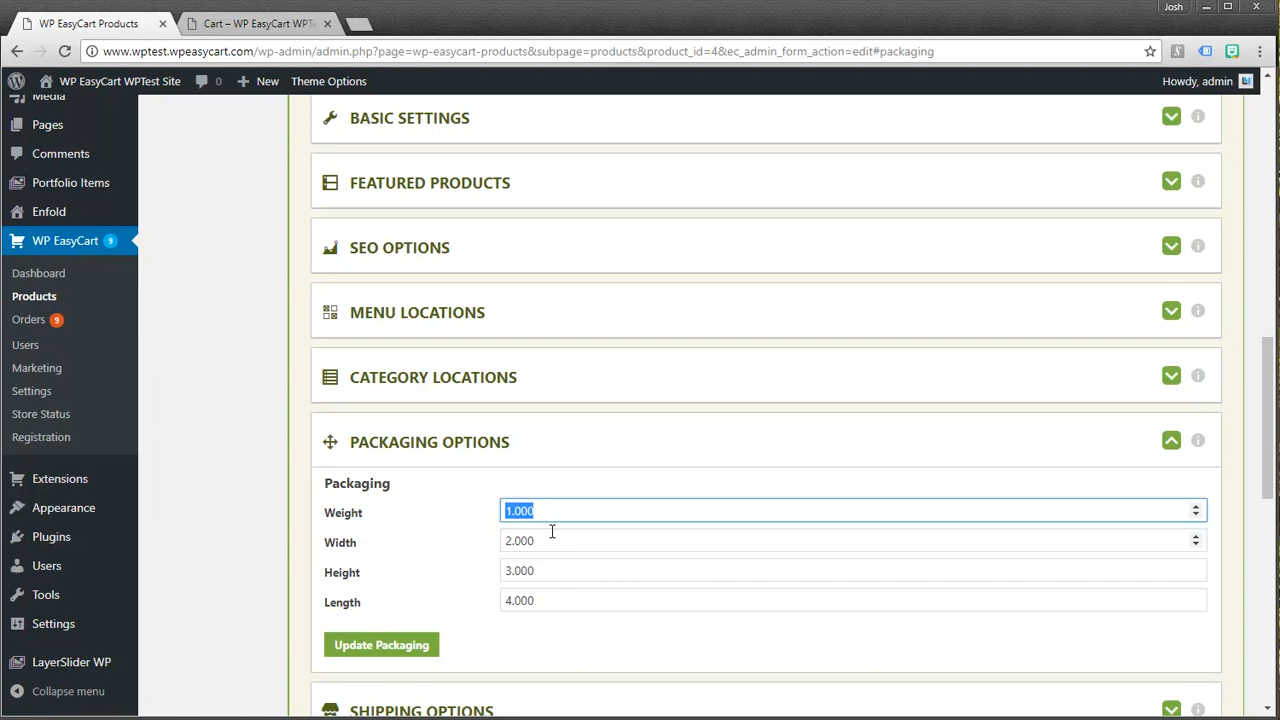 Josh
WP EasyCart Products
Cart – WP EasyCart WPTe
www.wptest.wpeasycart.com/wp-admin/admin.php?page=wp-easycart-products&subpage=products&product_id=4&ec_admin_form_action=edit#packaging
WP EasyCart WPTest Site
0
New
Theme Options
Howdy, admin
Media
Pages
Comments
Portfolio Items
Enfold
WP EasyCart 9
Dashboard
Products
Orders 9
Users
Marketing
Settings
Store Status
Registration
Extensions
Appearance
Plugins
Users
Tools
Settings
LayerSlider WP
Collapse menu
BASIC SETTINGS
FEATURED PRODUCTS
SEO OPTIONS
MENU LOCATIONS
CATEGORY LOCATIONS
PACKAGING OPTIONS
Packaging
Weight 1.000
Width 2.000
Height 3.000
Length 4.000
Update Packaging
SHIPPING OPTIONS